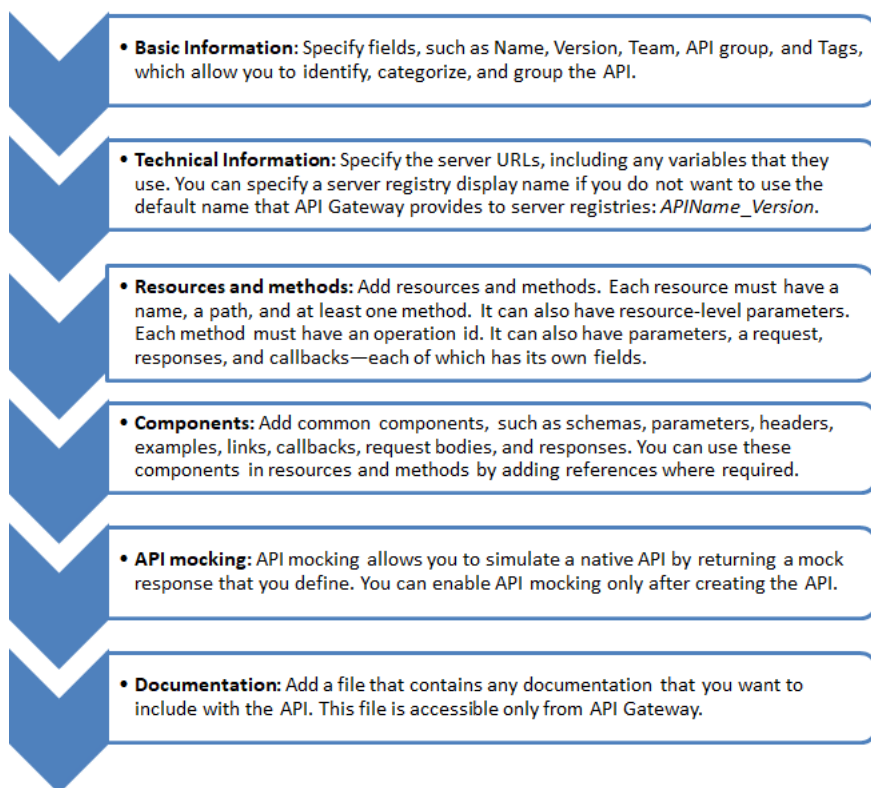 • Basic Information: Specify fields, such as Name, Version, Team, API group, and Tags,
which allow you to identify, categorize, and group the API.
• Technical Information: Specify the server URLs, including any variables that they
use. You can specify a server registry display name if you do not want to use the
default name that API Gateway provides to server registries: APIName_Version.
• Resources and methods: Add resources and methods. Each resource must have a
name, a path, and at least one method. It can also have resource-level parameters.
Each method must have an operation id. It can also have parameters, a request,
responses, and callbacks—each of which has its own fields.
• Components: Add common components, such as schemas, parameters, headers,
examples, links, callbacks, request bodies, and responses. You can use these
components in resources and methods by adding references where required.
• API mocking: API mocking allows you to simulate a native API by returning a mock
response that you define. You can enable API mocking only after creating the API.
• Documentation: Add a file that contains any documentation that you want to
include with the API. This file is accessible only from API Gateway.